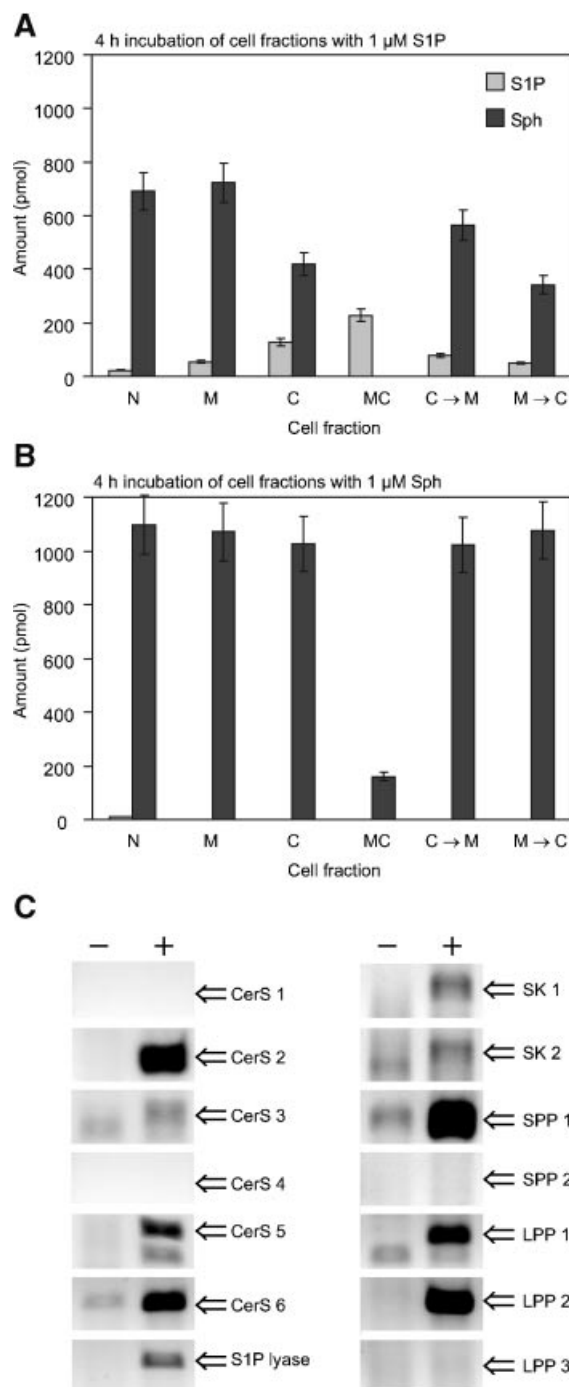 A
4 h incubation of cell fractions with 1 µM S1P
1200
1000
800
600
400
200
0
Amount (pmol)
S1P
Sph
N M C MC C → M M → C
Cell fraction
B
4 h incubation of cell fractions with 1 µM Sph
1200
1000
800
600
400
200
0
Amount (pmol)
N M C MC C → M M → C
Cell fraction
C
− +
CerS 1
CerS 2
CerS 3
CerS 4
CerS 5
CerS 6
S1P lyase
− +
SK 1
SK 2
SPP 1
SPP 2
LPP 1
LPP 2
LPP 3